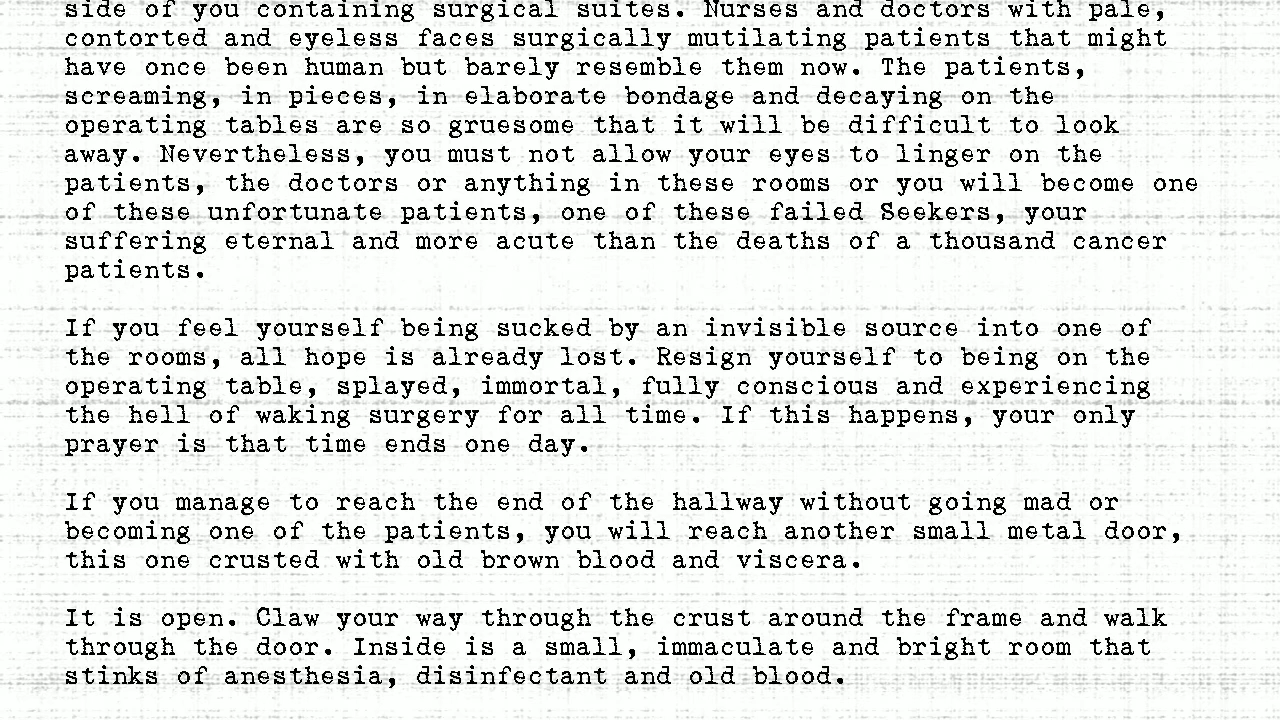 side of you containing surgical suites. Nurses and doctors with pale,
contorted and eyeless faces surgically mutilating patients that might
have once been human but barely resemble them now. The patients,
screaming, in pieces, in elaborate bondage and decaying on the
operating tables are so gruesome that it will be difficult to look
away. Nevertheless, you must not allow your eyes to linger on the
patients, the doctors or anything in these rooms or you will become one
of these unfortunate patients, one of these failed Seekers, your
suffering eternal and more acute than the deaths of a thousand cancer
patients.

If you feel yourself being sucked by an invisible source into one of
the rooms, all hope is already lost. Resign yourself to being on the
operating table, splayed, immortal, fully conscious and experiencing
the hell of waking surgery for all time. If this happens, your only
prayer is that time ends one day.

If you manage to reach the end of the hallway without going mad or
becoming one of the patients, you will reach another small metal door,
this one crusted with old brown blood and viscera.

It is open. Claw your way through the crust around the frame and walk
through the door. Inside is a small, immaculate and bright room that
stinks of anesthesia, disinfectant and old blood.